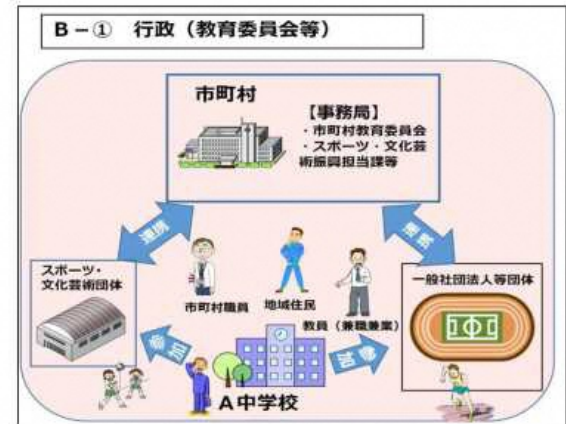 B－① 行政（教育委員会等）
市町村
【事務局】
・市町村教育委員会
・スポーツ・文化芸
術振興担当課等
連携
連携
スポーツ・
文化芸術団体
市町村職員
地域住民
教員（兼職兼業）
一般社団法人等団体
参加
参加
A中学校